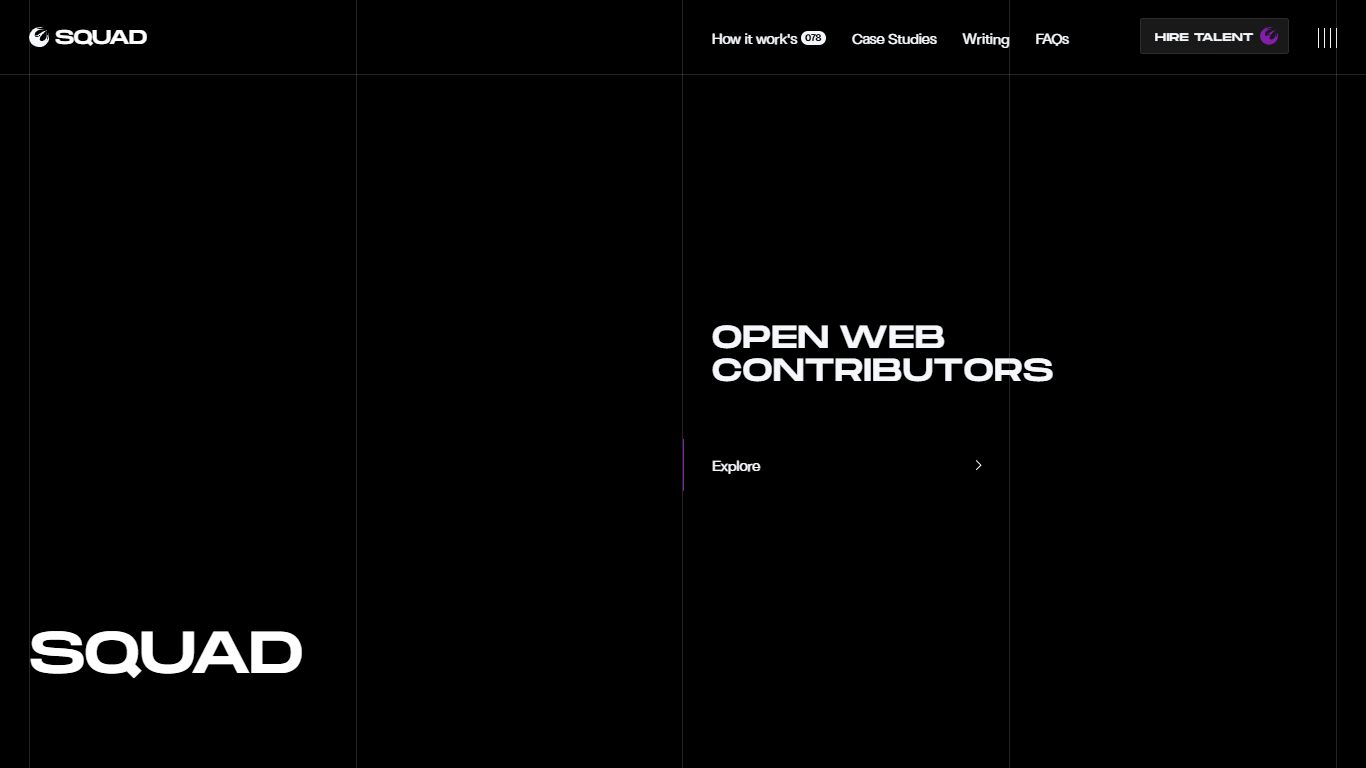 SQUAD
How it work's 078
Case Studies
Writing
FAQs
HIRE TALENT
OPEN WEB
CONTRIBUTORS
Explore
SQUAD